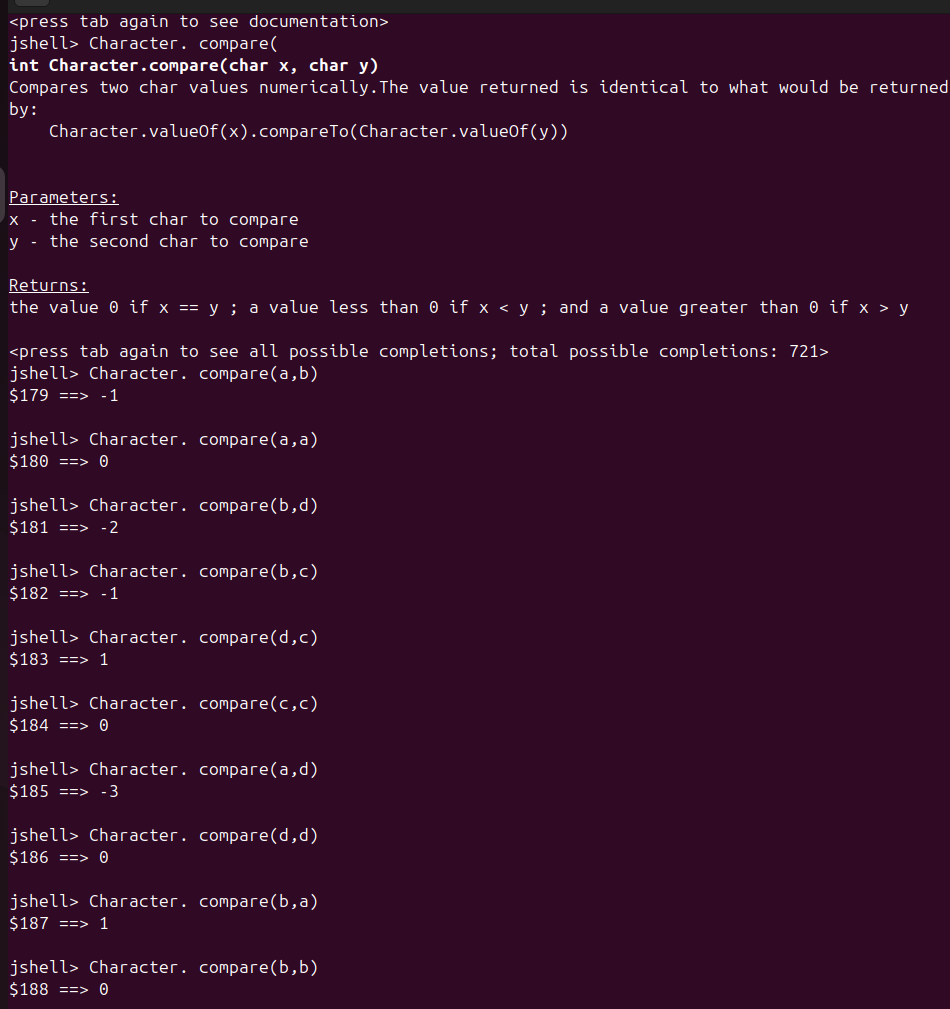 <press tab again to see documentation>
jshell> Character. compare(
int Character.compare(char x, char y)
Compares two char values numerically.The value returned is identical to what would be returned
by:
    Character.valueOf(x).compareTo(Character.valueOf(y))
Parameters:
x - the first char to compare
y - the second char to compare
Returns:
the value 0 if x == y ; a value less than 0 if x < y ; and a value greater than 0 if x > y
<press tab again to see all possible completions; total possible completions: 721>
jshell> Character. compare(a,b)
$179 ==> -1
jshell> Character. compare(a,a)
$180 ==> 0
jshell> Character. compare(b,d)
$181 ==> -2
jshell> Character. compare(b,c)
$182 ==> -1
jshell> Character. compare(d,c)
$183 ==> 1
jshell> Character. compare(c,c)
$184 ==> 0
jshell> Character. compare(a,d)
$185 ==> -3
jshell> Character. compare(d,d)
$186 ==> 0
jshell> Character. compare(b,a)
$187 ==> 1
jshell> Character. compare(b,b)
$188 ==> 0